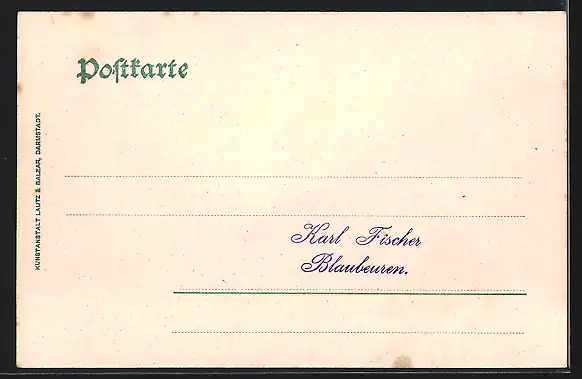 Postkarte
KUNSTANSTALT LAUTZ & BALZAR, DARMSTADT.
Karl Fischer
Blaubeuren.